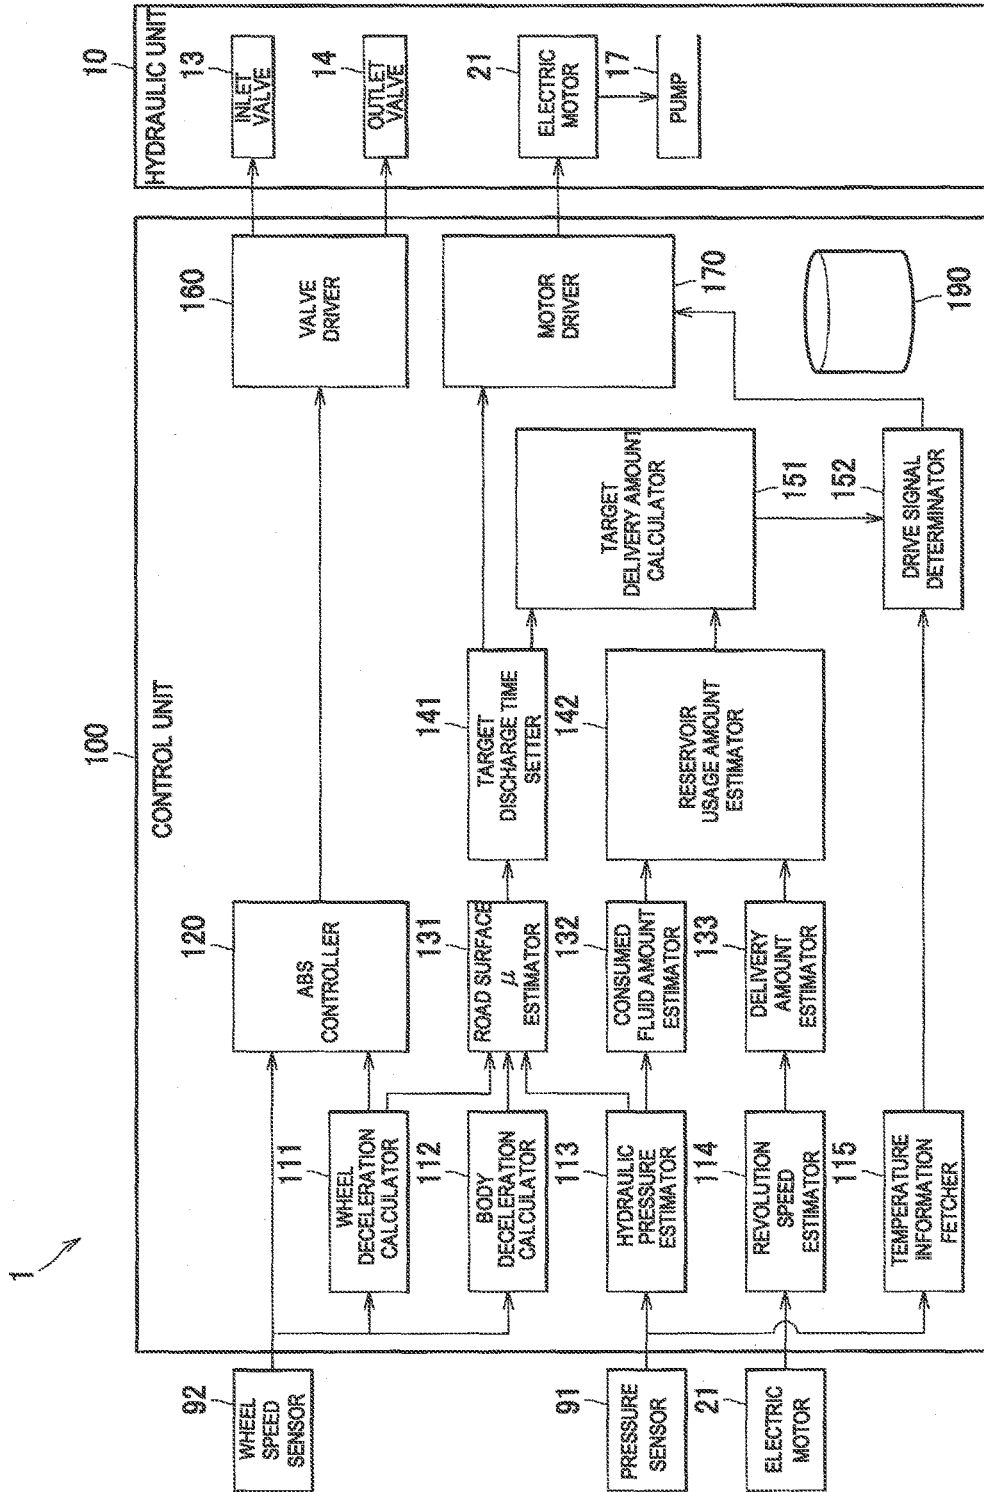 1
100
10
CONTROL UNIT
HYDRAULIC UNIT
92
WHEEL
SPEED
SENSOR
91
PRESSURE
SENSOR
21
ELECTRIC
MOTOR
111
WHEEL
DECELERATION
CALCULATOR
112
BODY
DECELERATION
CALCULATOR
113
HYDRAULIC
PRESSURE
ESTIMATOR
114
REVOLUTION
SPEED
ESTIMATOR
115
TEMPERATURE
INFORMATION
FETCHER
120
ABS
CONTROLLER
131
ROAD SURFACE
μ
ESTIMATOR
132
CONSUMED
FLUID AMOUNT
ESTIMATOR
133
DELIVERY
AMOUNT
ESTIMATOR
141
TARGET
DISCHARGE TIME
SETTER
142
RESERVOIR
USAGE AMOUNT
ESTIMATOR
TARGET
DELIVERY AMOUNT
CALCULATOR
151
152
DRIVE SIGNAL
DETERMINATOR
160
VALVE
DRIVER
MOTOR
DRIVER
170
190
13
INLET
VALVE
14
OUTLET
VALVE
21
ELECTRIC
MOTOR
17
PUMP